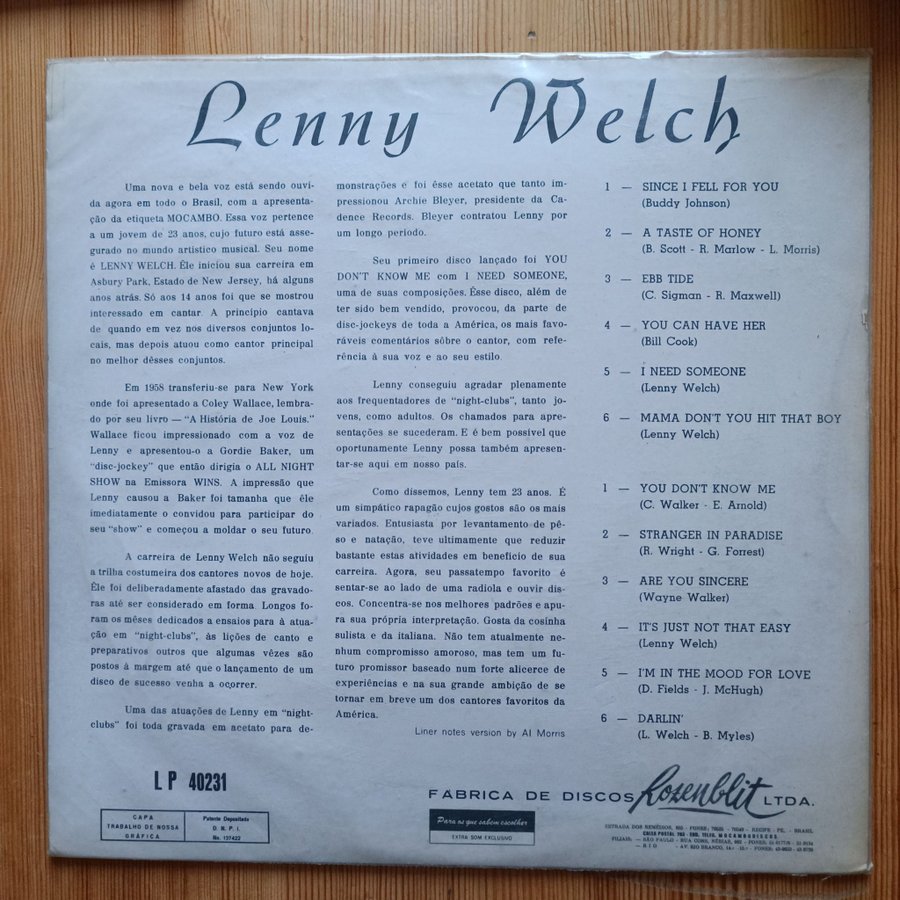 Lenny Welch
Uma nova e bela voz está sendo ouvi-
da agora em todo o Brasil, com a apresenta-
ção da etiqueta MOCAMBO. Essa voz pertence
a um jovem de 23 anos, cujo futuro está asse-
gurado no mundo artístico musical. Seu nome
é LENNY WELCH. Êle iniciou sua carreira em
Asbury Park, Estado de New Jersey, há alguns
anos atrás. Só aos 14 anos foi que se mostrou
interessado em cantar. A princípio cantava
de quando em vez nos diversos conjuntos lo-
cais, mas depois atuou como cantor principal
no melhor dêsses conjuntos.
Em 1958 transferiu-se para New York
onde foi apresentado a Coley Wallace, lembra-
do por seu livro — "A História de Joe Louis."
Wallace ficou impressionado com a voz de
Lenny e apresentou-o a Gordie Baker, um
"disc-jockey" que então dirigia o ALL NIGHT
SHOW na Emissora WINS. A impressão que
Lenny causou a Baker foi tamanha que êle
imediatamente o convidou para participar do
seu "show" e começou a moldar o seu futuro.
A carreira de Lenny Welch não seguiu
a trilha costumeira dos cantores novos de hoje.
Êle foi deliberadamente afastado das gravado-
ras até ser considerado em forma. Longos fo-
ram os mêses dedicados a ensaios para à atua-
ção em "night-clubs", às lições de canto e
preparativos outros que algumas vêzes são
postos à margem até que o lançamento de um
disco de sucesso venha a ocorrer.
Uma das atuações de Lenny em "night-
clubs" foi toda gravada em acetato para de-
monstrações e foi êsse acetato que tanto im-
pressionou Archie Bleyer, presidente da Ca-
dence Records. Bleyer contratou Lenny por
um longo período.
Seu primeiro disco lançado foi YOU
DON'T KNOW ME com I NEED SOMEONE,
uma de suas composições. Êsse disco, além de
ter sido bem vendido, provocou, da parte de
disc-jockeys de toda a América, os mais favo-
ráveis comentários sôbre o cantor, com refe-
rência à sua voz e ao seu estilo.
Lenny conseguiu agradar plenamente
aos frequentadores de "night-clubs", tanto jo-
vens, como adultos. Os chamados para apre-
sentações se sucederam. E é bem possível que
oportunamente Lenny possa também apresen-
tar-se aqui em nosso país.
Como dissemos, Lenny tem 23 anos. É
um simpático rapagão cujos gostos são os mais
variados. Entusiasta por levantamento de pê-
so e natação, teve ultimamente que reduzir
bastante estas atividades em benefício de sua
carreira. Agora, seu passatempo favorito é
sentar-se ao lado de uma radiola e ouvir dis-
cos. Concentra-se nos melhores padrões e apu-
ra sua própria interpretação. Gosta da cosínha
sulista e da italiana. Não tem atualmente ne-
nhum compromisso amoroso, mas tem um fu-
turo promissor baseado num forte alicerce de
experiências e na sua grande ambição de se
tornar em breve um dos cantores favoritos da
América.
Liner notes version by Al Morris
1 — SINCE I FELL FOR YOU
(Buddy Johnson)
2 — A TASTE OF HONEY
(B. Scott - R. Marlow - L. Morris)
3 — EBB TIDE
(C. Sigman - R. Maxwell)
4 — YOU CAN HAVE HER
(Bill Cook)
5 — I NEED SOMEONE
(Lenny Welch)
6 — MAMA DON'T YOU HIT THAT BOY
(Lenny Welch)
1 — YOU DON'T KNOW ME
(C. Walker - E. Arnold)
2 — STRANGER IN PARADISE
(R. Wright - G. Forrest)
3 — ARE YOU SINCERE
(Wayne Walker)
4 — IT'S JUST NOT THAT EASY
(Lenny Welch)
5 — I'M IN THE MOOD FOR LOVE
(D. Fields - J. McHugh)
6 — DARLIN'
(L. Welch - B. Myles)
LP 40231
CAPA
TRABALHO DE NOSSA
GRÁFICA
Patente Depositada
D. N. P. I.
No. 137422
FÁBRICA DE DISCOS Rozenblit LTDA.
Para os que sabem escolher
EXTRA SOM EXCLUSIVO
ESTRADA DOS REMÉDIOS, - RECIFE - PE. - BRASIL
CAIXA POSTAL 762 - END. TELEG. MOCAMBODISCOS
FILIAIS: — SÃO PAULO - RUA
— RIO - AV. RIO BRANCO,